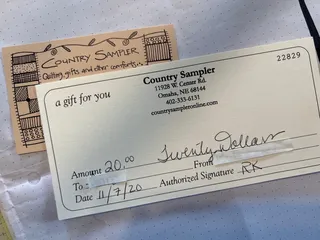 COUNTRY SAMPLER
Quilting, gifts and other comforts...
22829
Country Sampler
a gift for you
11928 W. Center Rd.
Omaha, NE 68144
402-333-6131
countrysampleronline.com
Amount 20.00 Twenty Dollars
To: From
Date 11/7/20 Authorized Signature RK